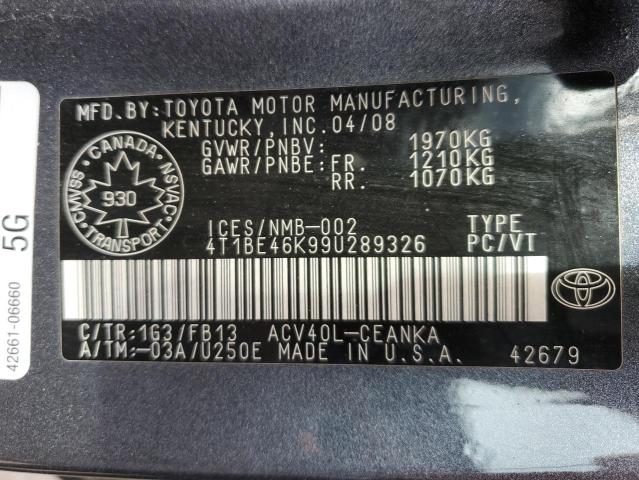 MFD.BY:TOYOTA MOTOR MANUFACTURING,
KENTUCKY, INC. 04/08
GVWR/PNBV: 1970KG
GAWR/PNBE: FR. 1210KG
RR. 1070KG
CANADA
CMVSS NSVAC
930
TRANSPORT
ICES/NMB-002 TYPE
4T1BE46K99U289326 PC/VT
C/TR:1G3/FB13 ACV40L-CEANKA
A/TM:-03A/U250E MADE IN U.S.A. 42679
5G
42661-06660